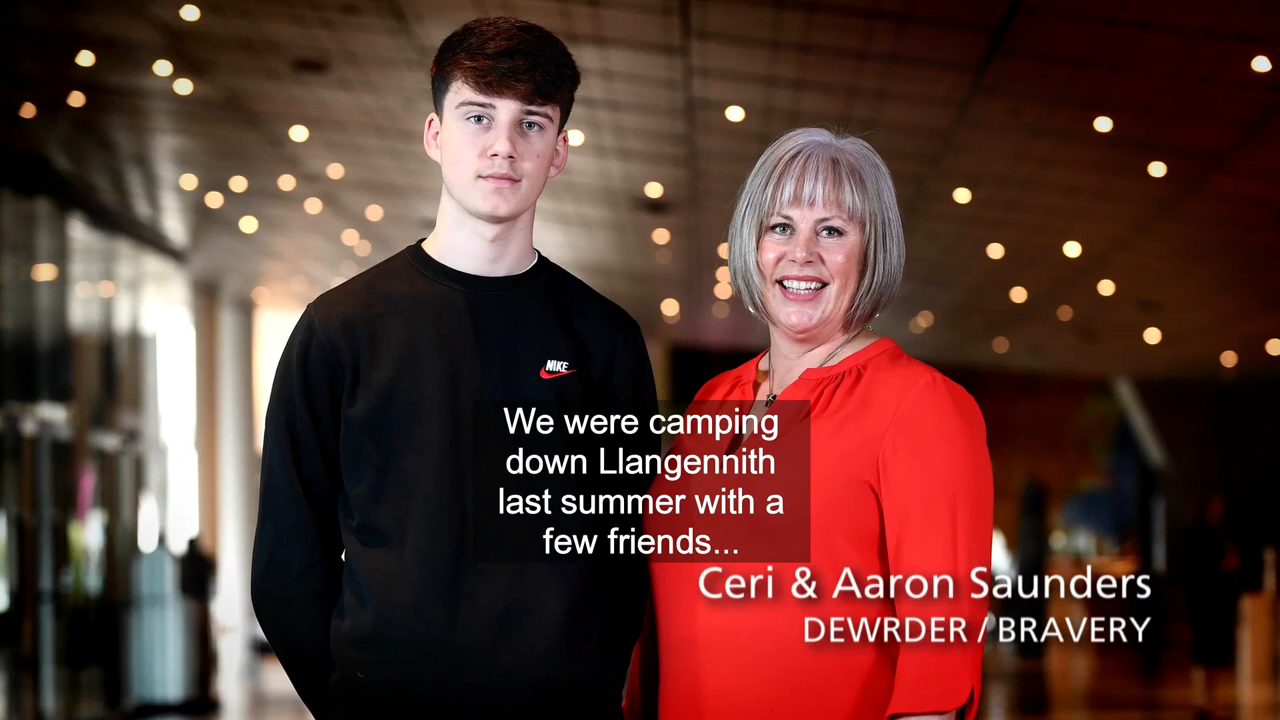 NIKE
We were camping
down Llangennith
last summer with a
few friends...
Ceri & Aaron Saunders
DEWRDER / BRAVERY